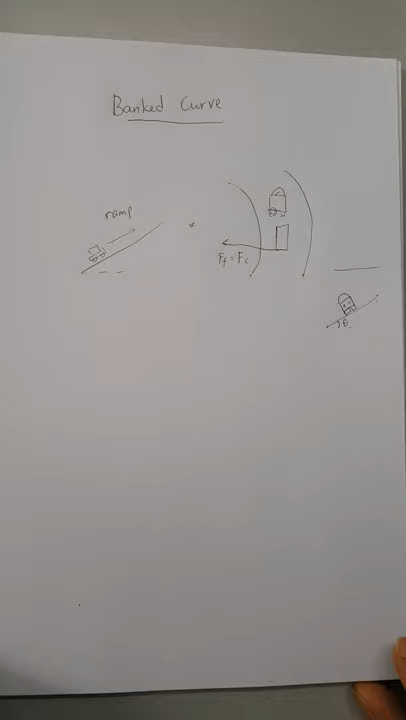 Banked Curve
ramp
Ff = Fc
θ